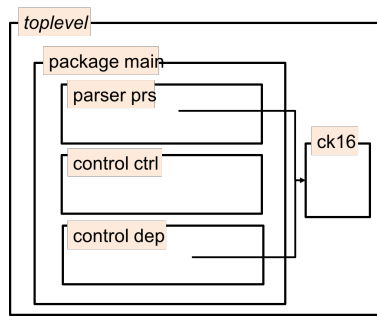 toplevel
package main
parser prs
ck16
control ctrl
control dep